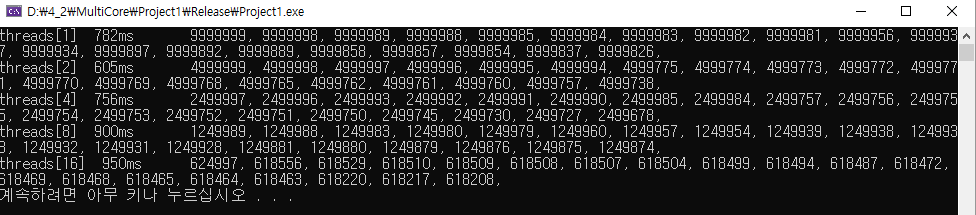 D:₩4_2₩MultiCore₩Project1₩Release₩Project1.exe
threads[1] 782ms 9999999, 9999998, 9999989, 9999988, 9999985, 9999984, 9999983, 9999982, 9999981, 9999956, 999993
7, 9999934, 9999897, 9999892, 9999889, 9999858, 9999857, 9999854, 9999837, 9999826,
threads[2] 605ms 4999999, 4999998, 4999997, 4999996, 4999995, 4999994, 4999775, 4999774, 4999773, 4999772, 499977
1, 4999770, 4999769, 4999768, 4999765, 4999762, 4999761, 4999760, 4999757, 4999738,
threads[4] 756ms 2499997, 2499996, 2499993, 2499992, 2499991, 2499990, 2499985, 2499984, 2499757, 2499756, 249975
5, 2499754, 2499753, 2499752, 2499751, 2499750, 2499745, 2499730, 2499727, 2499678,
threads[8] 900ms 1249989, 1249988, 1249983, 1249980, 1249979, 1249960, 1249957, 1249954, 1249939, 1249938, 124993
3, 1249932, 1249931, 1249928, 1249881, 1249880, 1249879, 1249876, 1249875, 1249874,
threads[16] 950ms 624997, 618556, 618529, 618510, 618509, 618508, 618507, 618504, 618499, 618494, 618487, 618472,
618469, 618468, 618465, 618464, 618463, 618220, 618217, 618208,
계속하려면 아무 키나 누르십시오 . . .